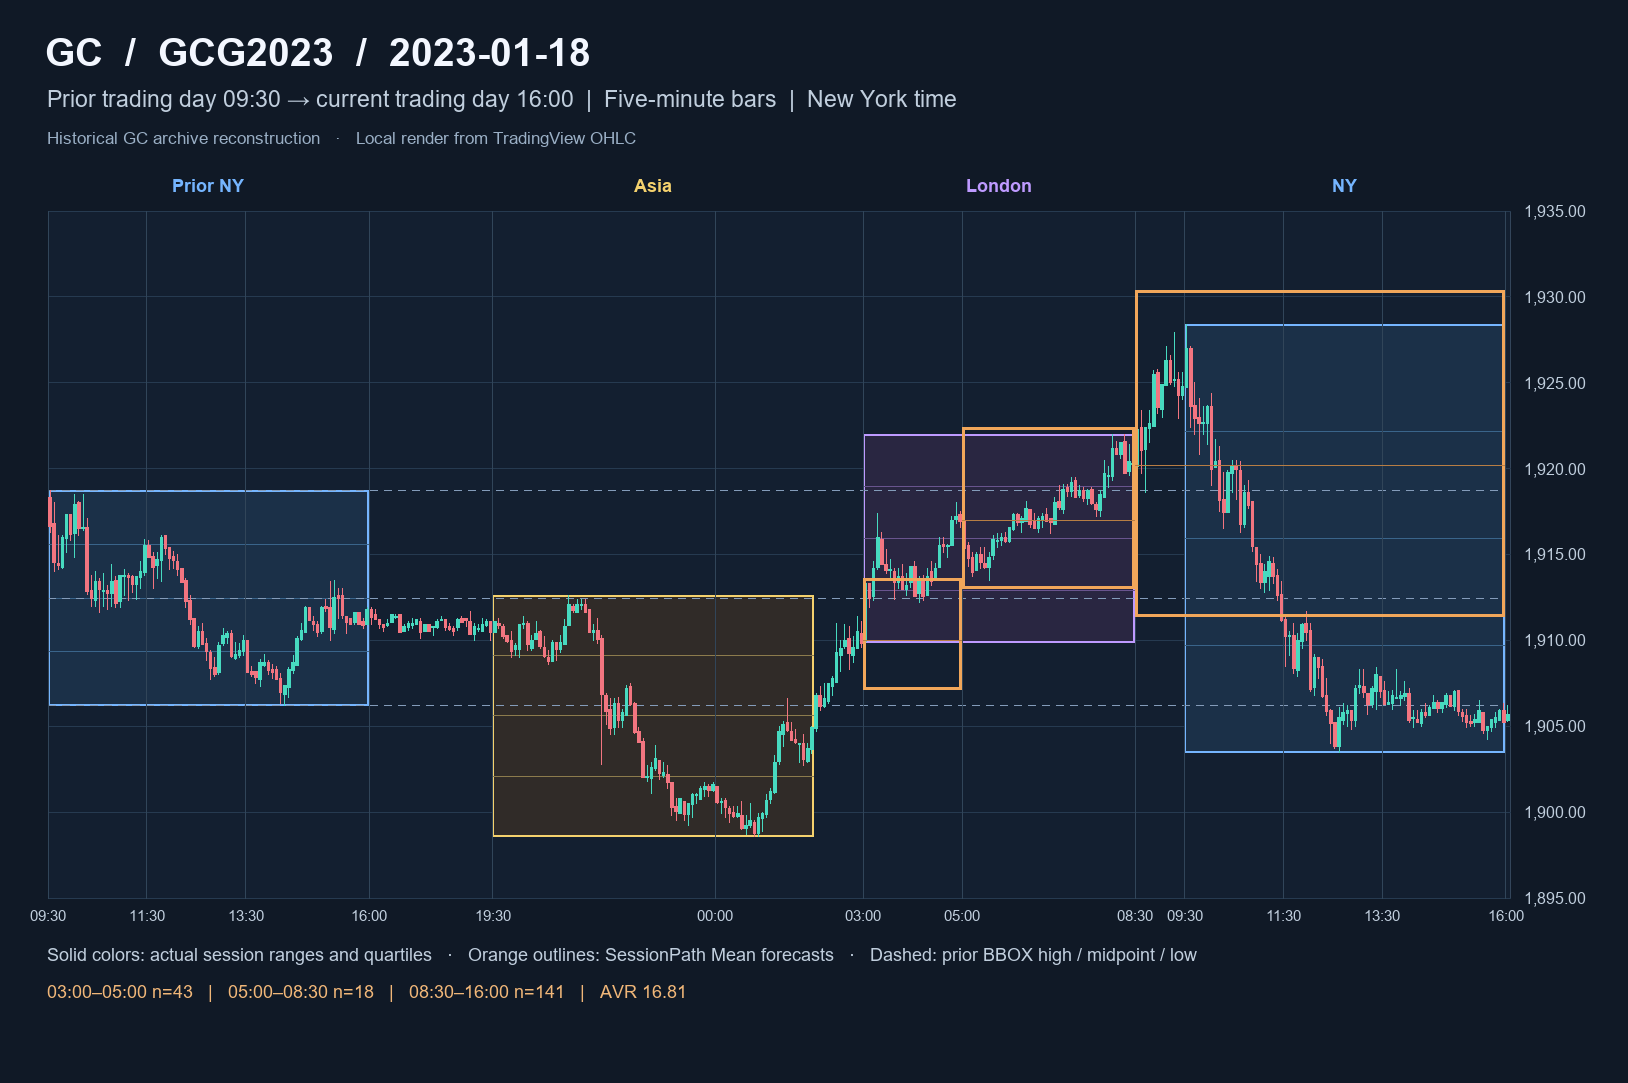 GC / GCG2023 / 2023-01-18
Prior trading day 09:30 → current trading day 16:00 | Five-minute bars | New York time
Historical GC archive reconstruction · Local render from TradingView OHLC
Prior NY Asia London NY
1,935.00
1,930.00
1,925.00
1,920.00
1,915.00
1,910.00
1,905.00
1,900.00
1,895.00
09:30 11:30 13:30 16:00 19:30 00:00 03:00 05:00 08:30 09:30 11:30 13:30 16:00
Solid colors: actual session ranges and quartiles · Orange outlines: SessionPath Mean forecasts · Dashed: prior BBOX high / midpoint / low
03:00–05:00 n=43 | 05:00–08:30 n=18 | 08:30–16:00 n=141 | AVR 16.81